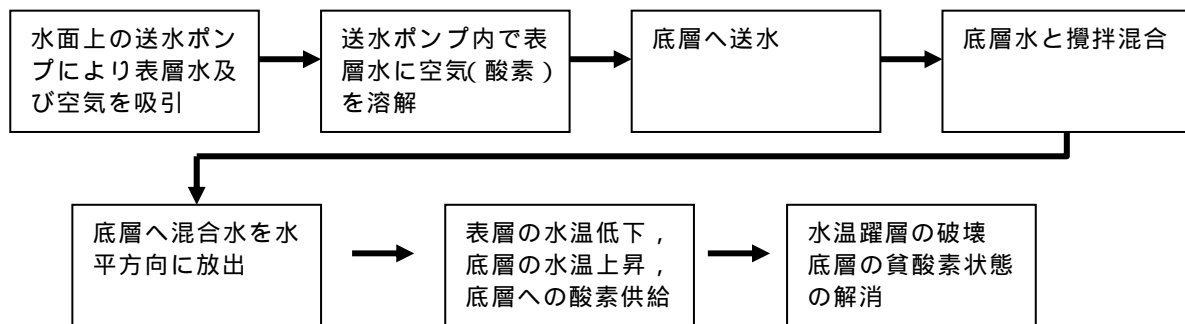 水面上の送水ポン
プにより表層水及
び空気を吸引
送水ポンプ内で表
層水に空気(酸素)
を溶解
底層へ送水
底層水と攪拌混合
底層へ混合水を水
平方向に放出
表層の水温低下,
底層の水温上昇,
底層への酸素供給
水温躍層の破壊
底層の貧酸素状態
の解消